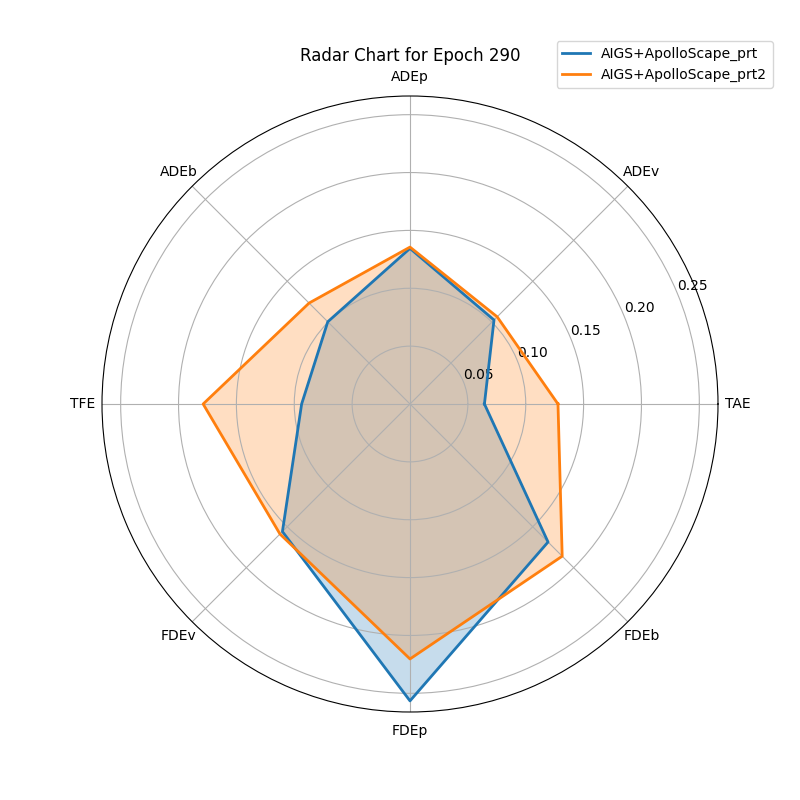 Radar Chart for Epoch 290
AIGS+ApolloScape_prt
AIGS+ApolloScape_prt2
ADEp
ADEb
ADEv
0.25
0.20
0.15
0.10
0.05
TFE
TAE
FDEv
FDEb
FDEp